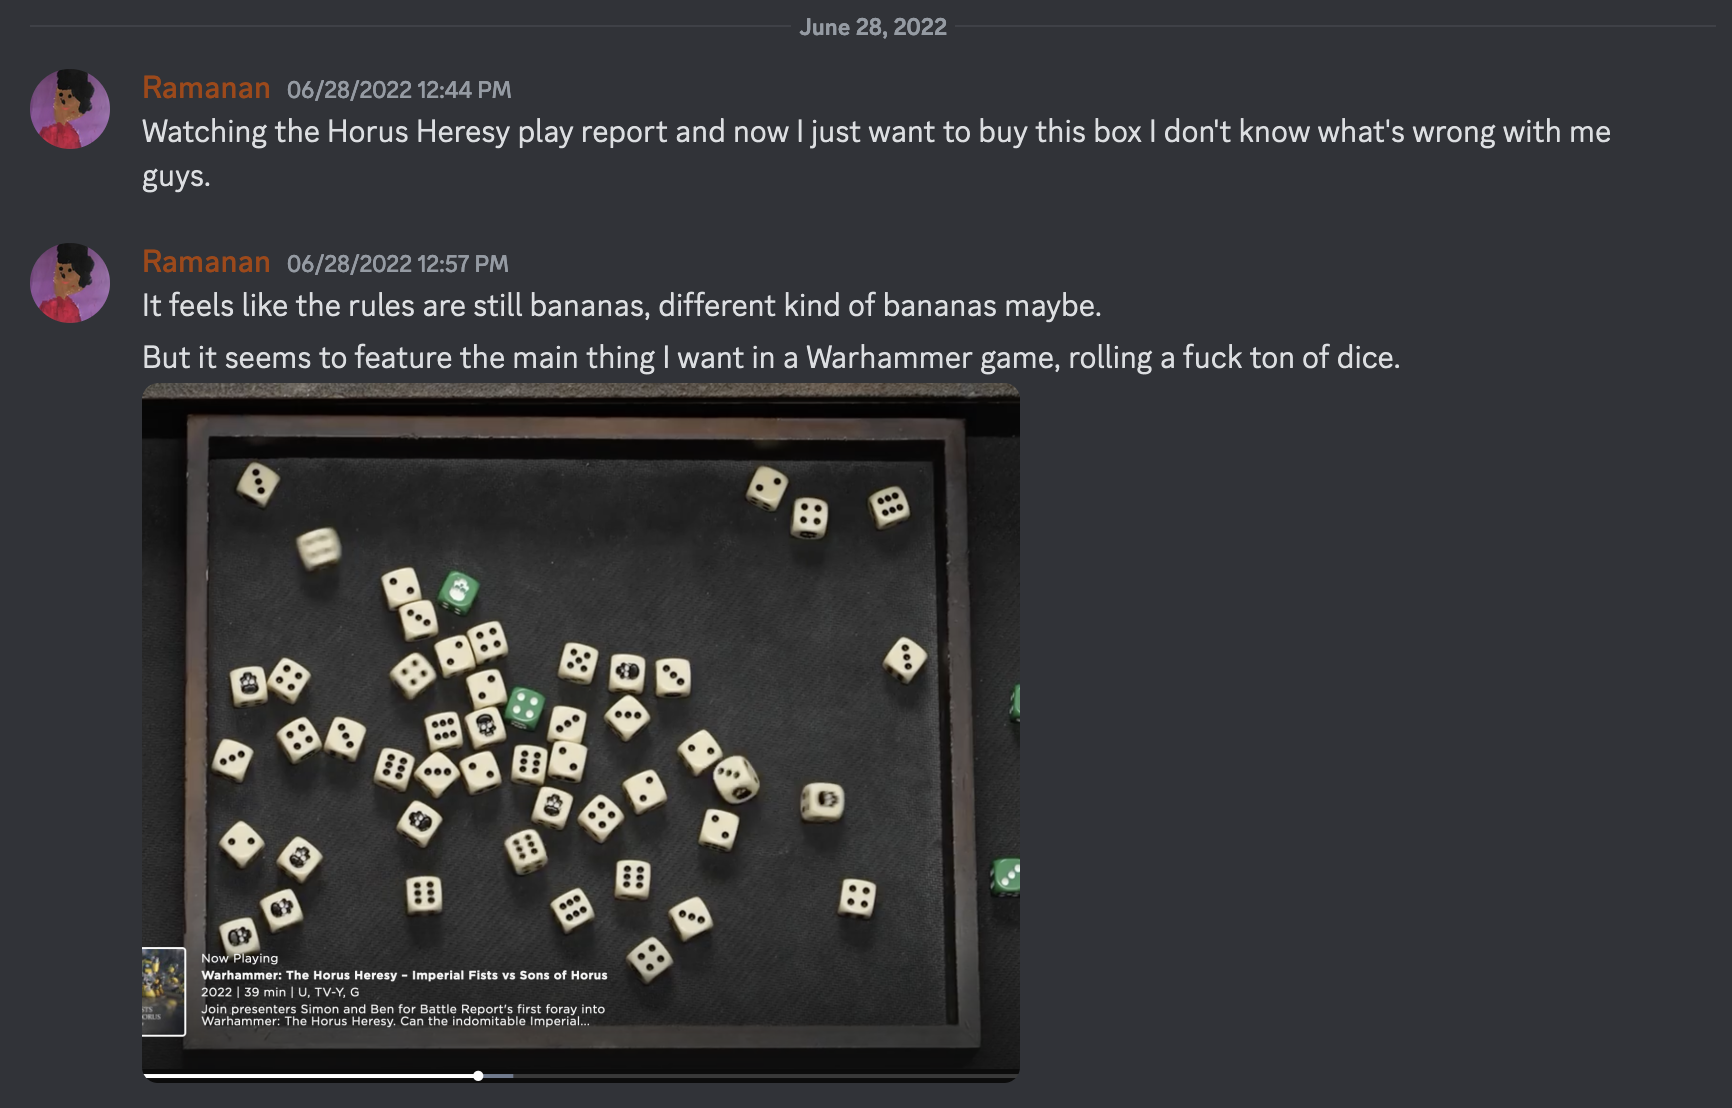 June 28, 2022
Ramanan 06/28/2022 12:44 PM
Watching the Horus Heresy play report and now I just want to buy this box I don't know what's wrong with me
guys.
Ramanan 06/28/2022 12:57 PM
It feels like the rules are still bananas, different kind of bananas maybe.
But it seems to feature the main thing I want in a Warhammer game, rolling a fuck ton of dice.
Now Playing
Warhammer: The Horus Heresy – Imperial Fists vs Sons of Horus
2022 | 39 min | U, TV-Y, G
Join presenters Simon and Ben for Battle Report's first foray into
Warhammer: The Horus Heresy. Can the indomitable Imperial...